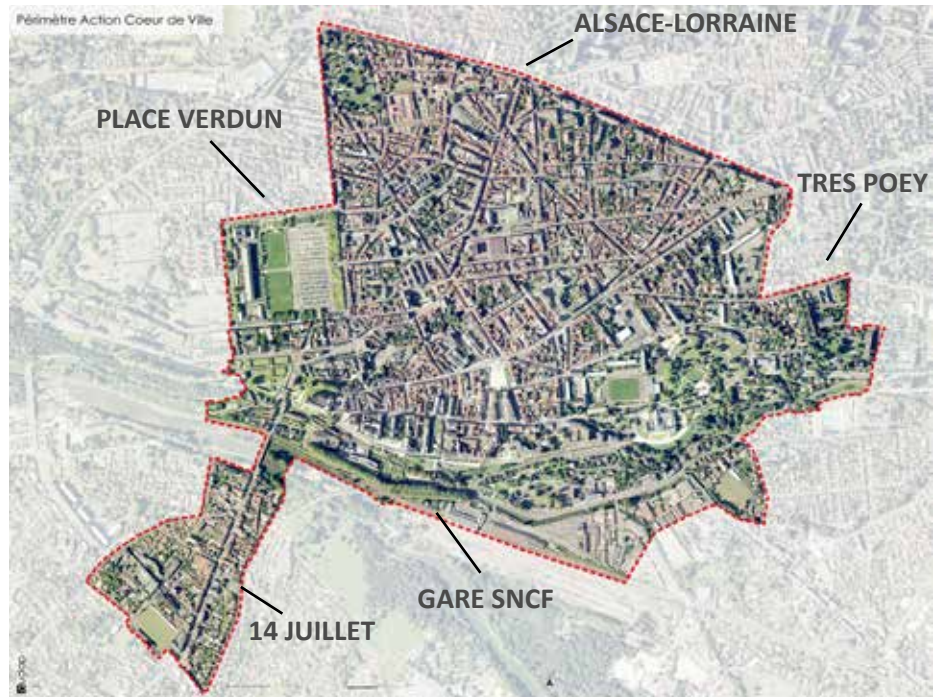 Périmètre Action Coeur de Ville
ALSACE-LORRAINE
PLACE VERDUN
TRES POEY
GARE SNCF
14 JUILLET